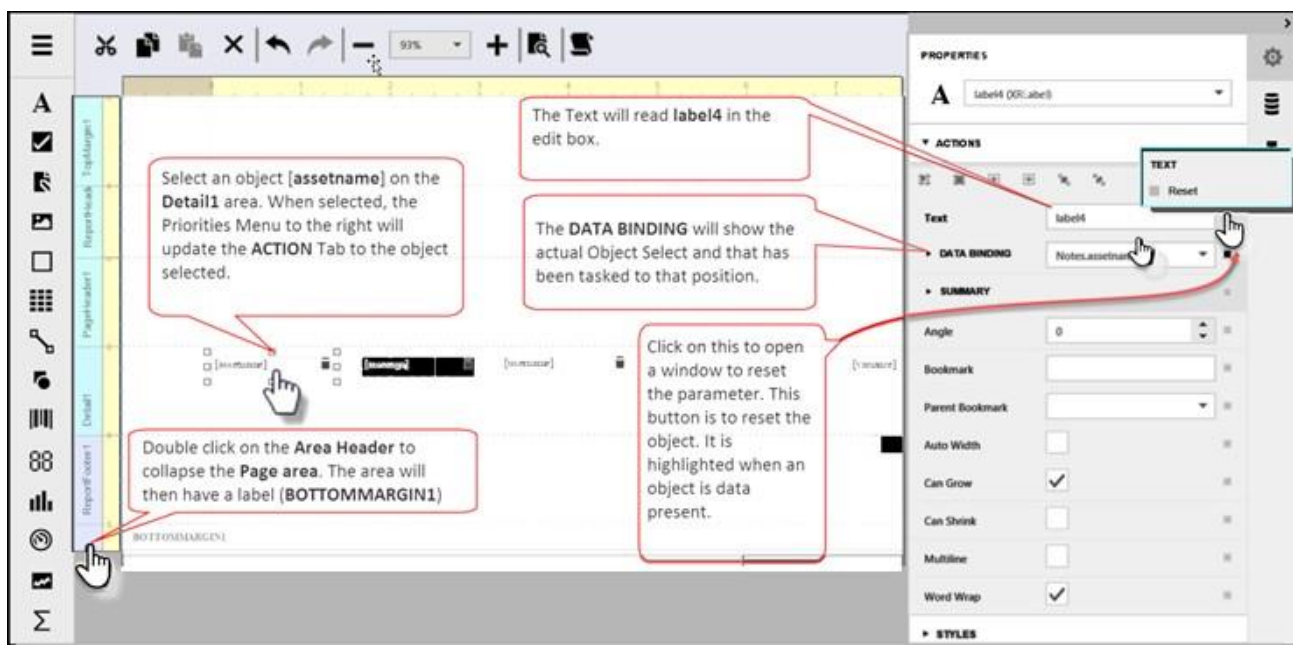 93%
PROPERTIES
A
label4 (XRLabel)
A
ACTIONS
TEXT
Reset
Text
label4
DATA BINDING
SUMMARY
Angle
0
Bookmark
Parent Bookmark
Auto Width
Can Grow
Can Shrink
Multiline
Word Wrap
STYLES
TopMargin1
PageHeader1
Detail1
ReportFooter1
88
Σ
The Text will read label4 in the
edit box.
Select an object [assetname] on the
Detail1 area. When selected, the
Priorities Menu to the right will
update the ACTION Tab to the object
selected.
The DATA BINDING will show the
actual Object Select and that has
been tasked to that position.
Click on this to open
a window to reset
the parameter. This
button is to reset the
object. It is
highlighted when an
object is data
present.
Double click on the Area Header to
collapse the Page area. The area will
then have a label (BOTTOMMARGIN1)
BOTTOMMARGIN1